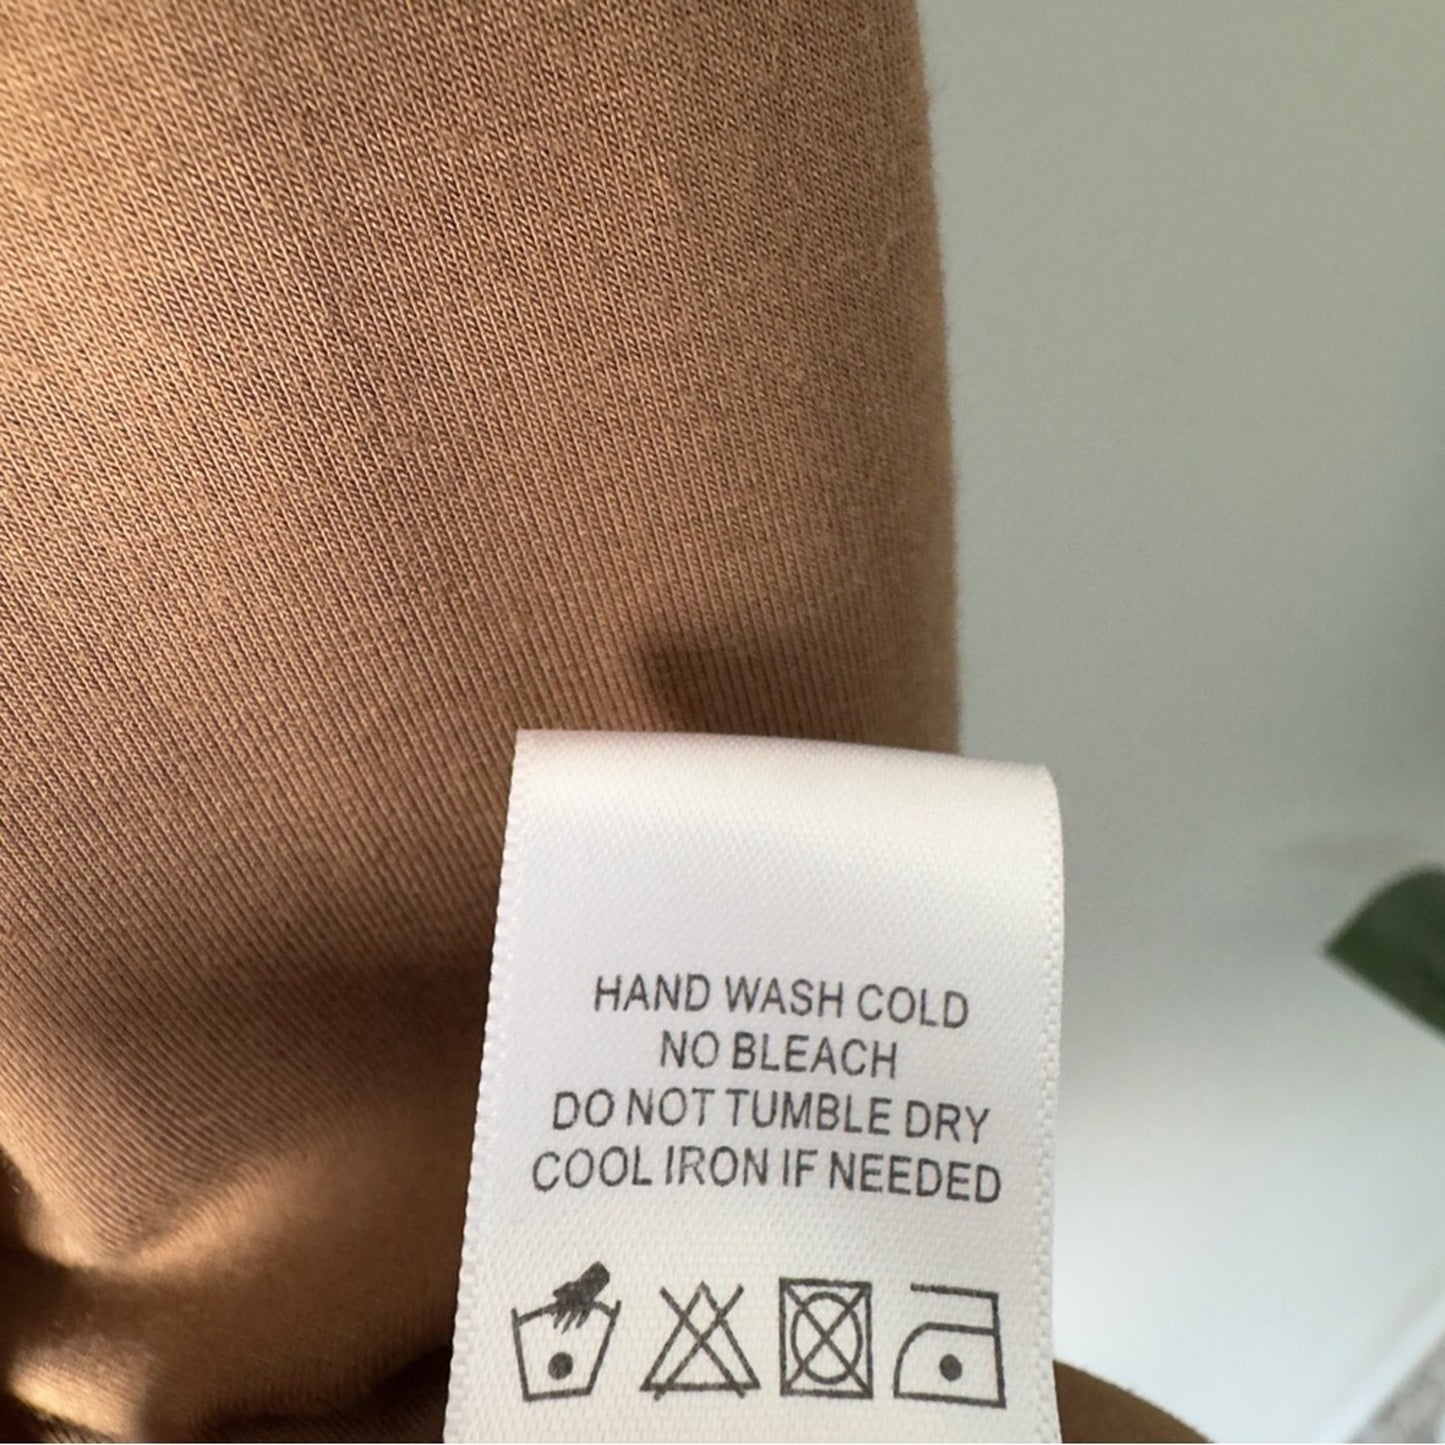 HAND WASH COLD
NO BLEACH
DO NOT TUMBLE DRY
COOL IRON IF NEEDED